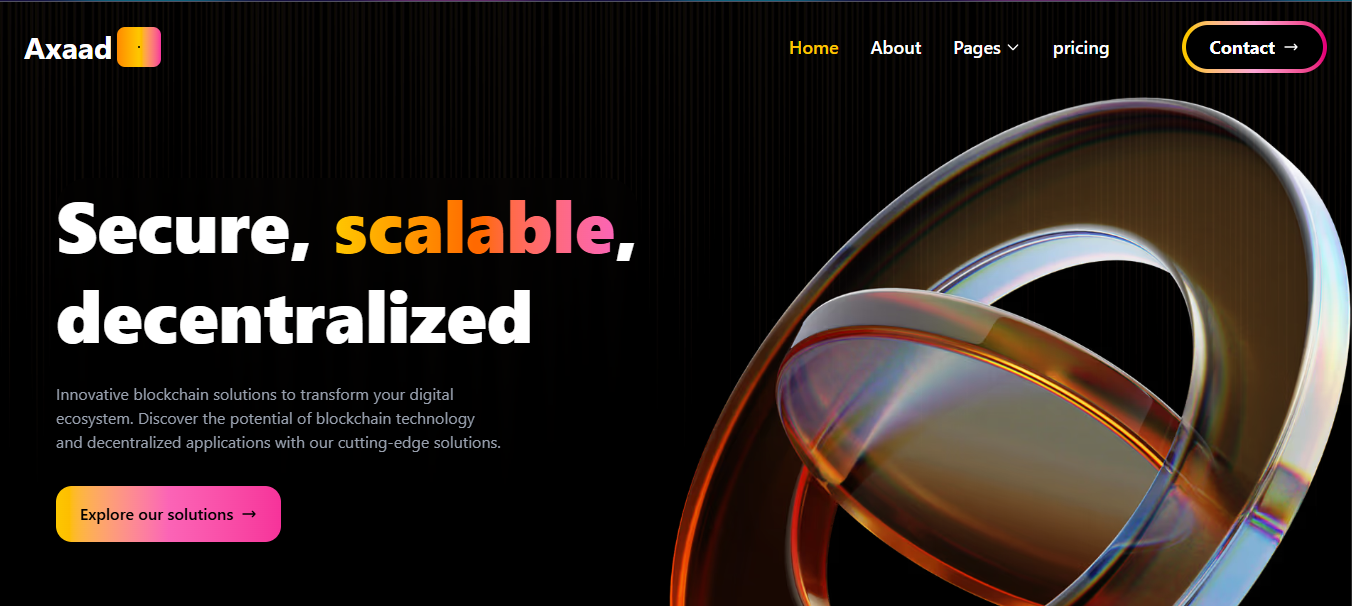 Axaad
Home
About
Pages
pricing
Contact →
Secure, scalable,
decentralized
Innovative blockchain solutions to transform your digital
ecosystem. Discover the potential of blockchain technology
and decentralized applications with our cutting-edge solutions.
Explore our solutions →